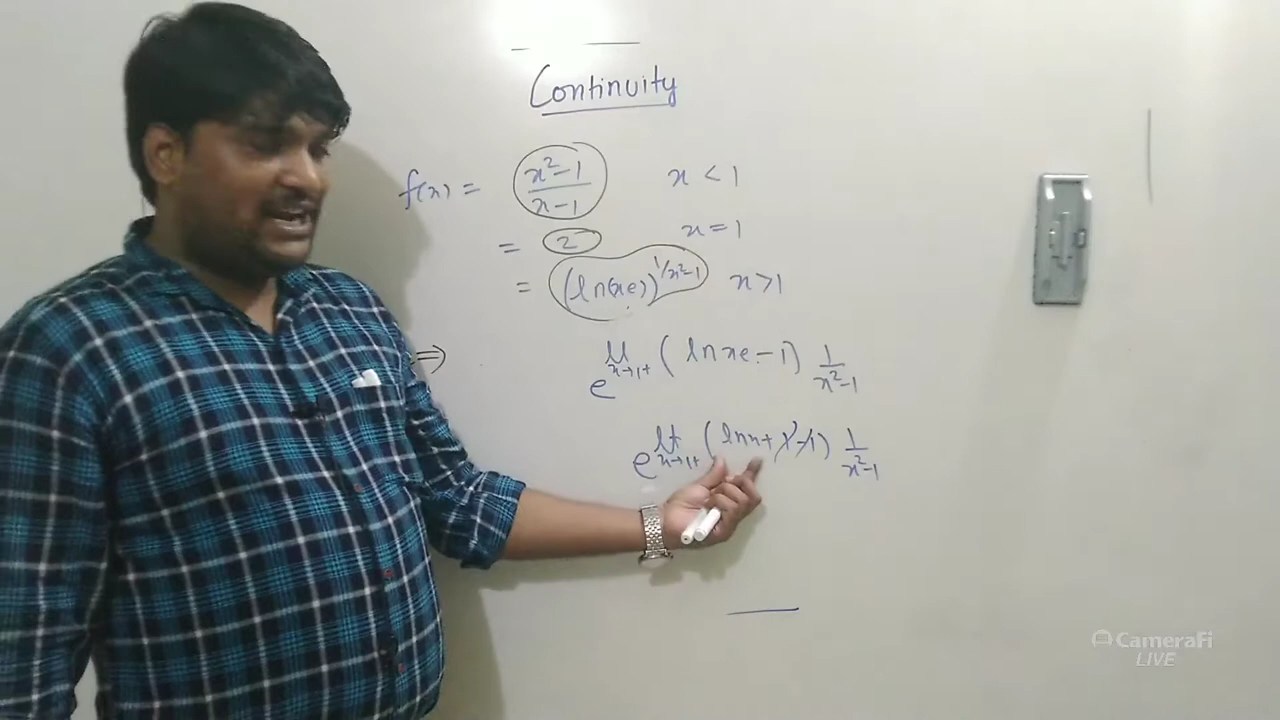 Continuity
f(x) = x²-1 / x-1 x < 1
= 2 x = 1
= (ln(xe))^1/x²-1 x > 1
⇒ e^lt x→1+ (ln xe - 1) 1/x²-1
e^lt x→1+ (ln x + 1 - 1) 1/x²-1
CameraFi
LIVE